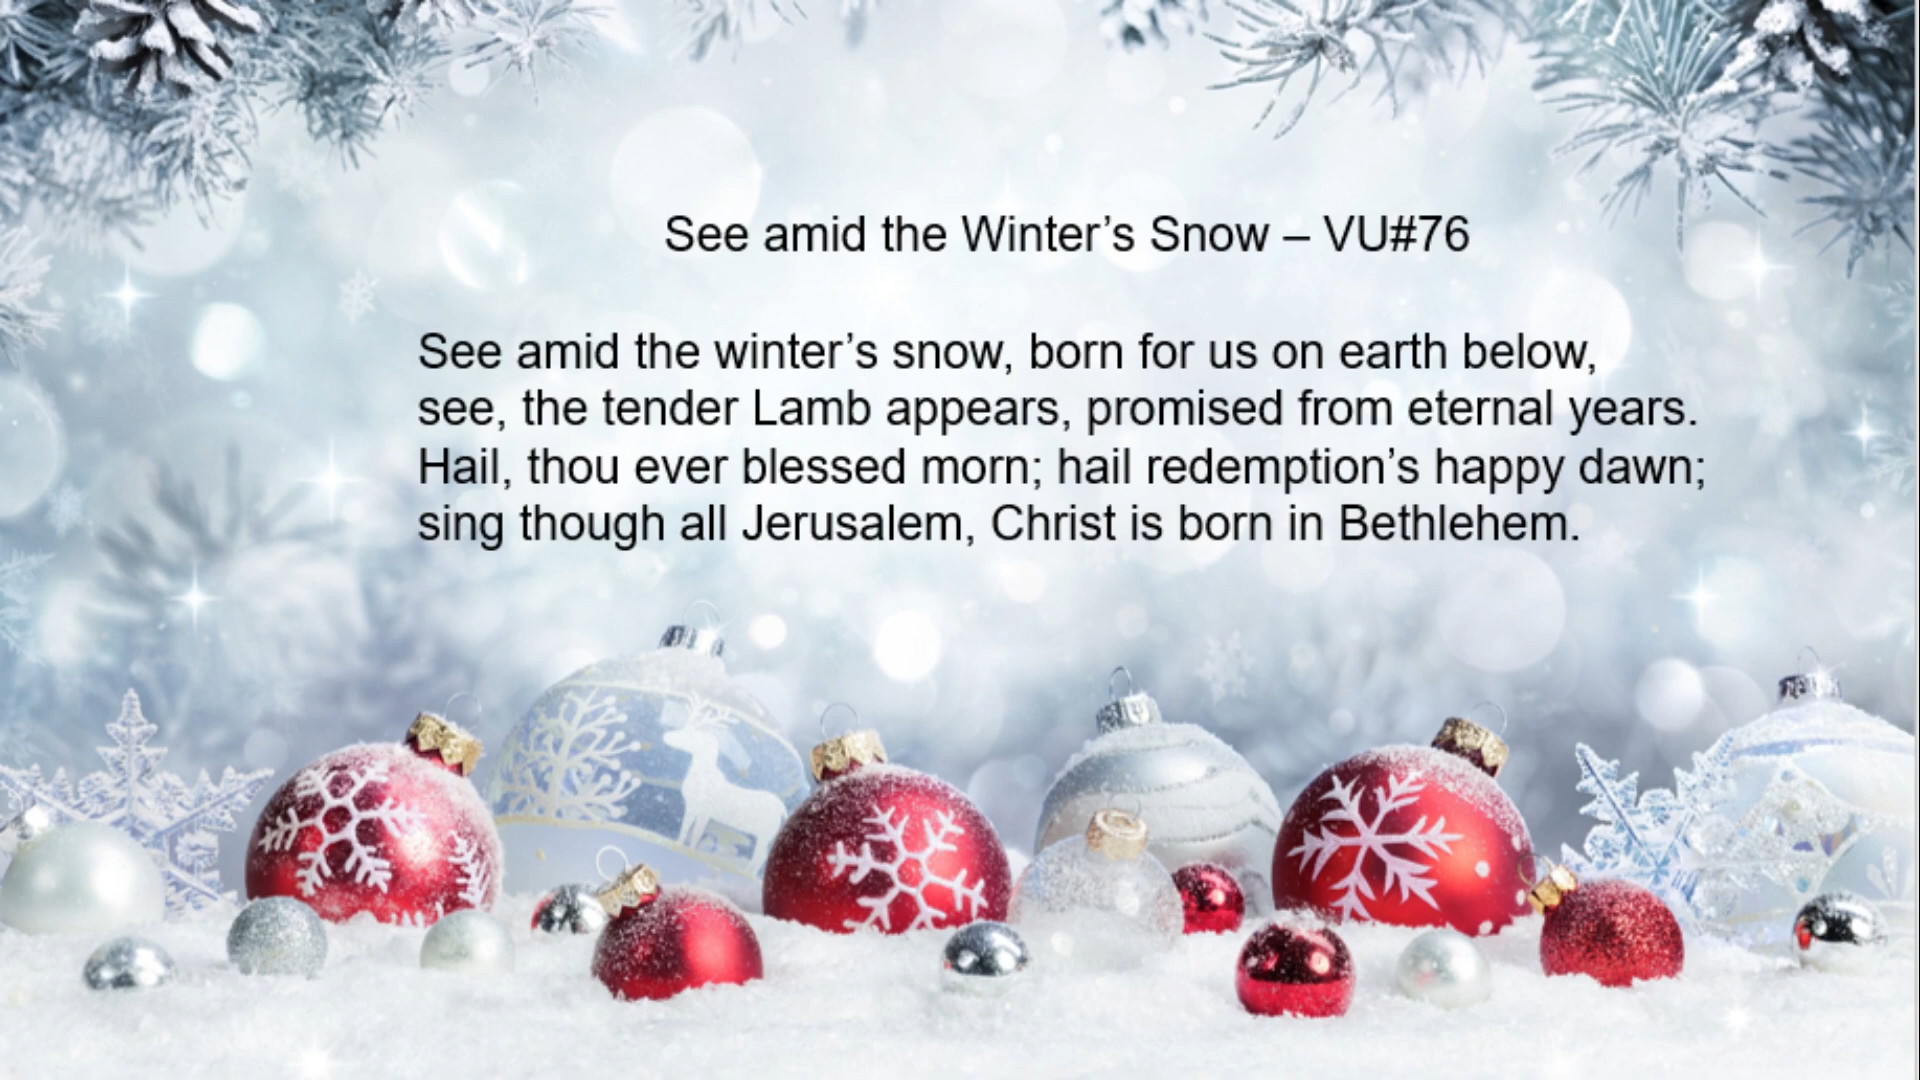 See amid the Winter’s Snow – VU#76
See amid the winter’s snow, born for us on earth below,
see, the tender Lamb appears, promised from eternal years.
Hail, thou ever blessed morn; hail redemption’s happy dawn;
sing though all Jerusalem, Christ is born in Bethlehem.